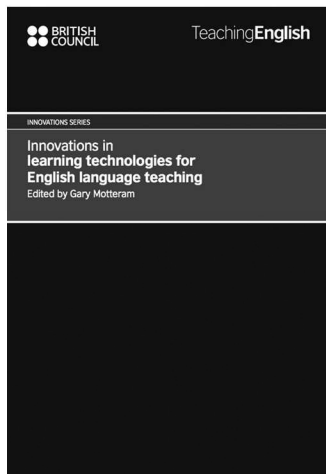 BRITISH
COUNCIL
TeachingEnglish
INNOVATIONS SERIES
Innovations in
learning technologies for
English language teaching
Edited by Gary Motteram